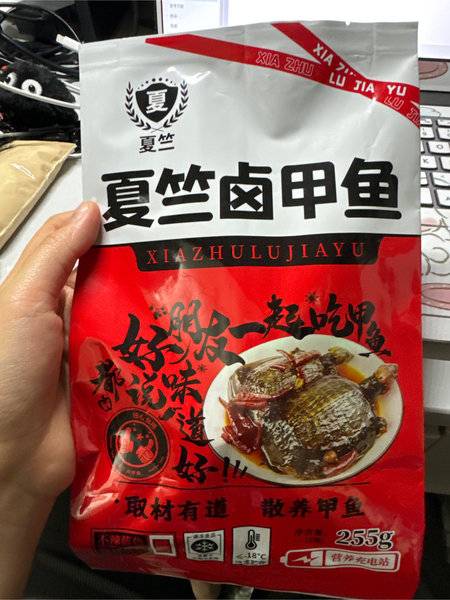 夏
夏竺
XIA ZHU
XIA ZHU
LU JIA YU
夏竺卤甲鱼
XIAZHULUJIAYU
好朋友一起吃甲鱼
都说味道好!!!
·取材有道 散养甲鱼
-18°C
255g
营养充电站